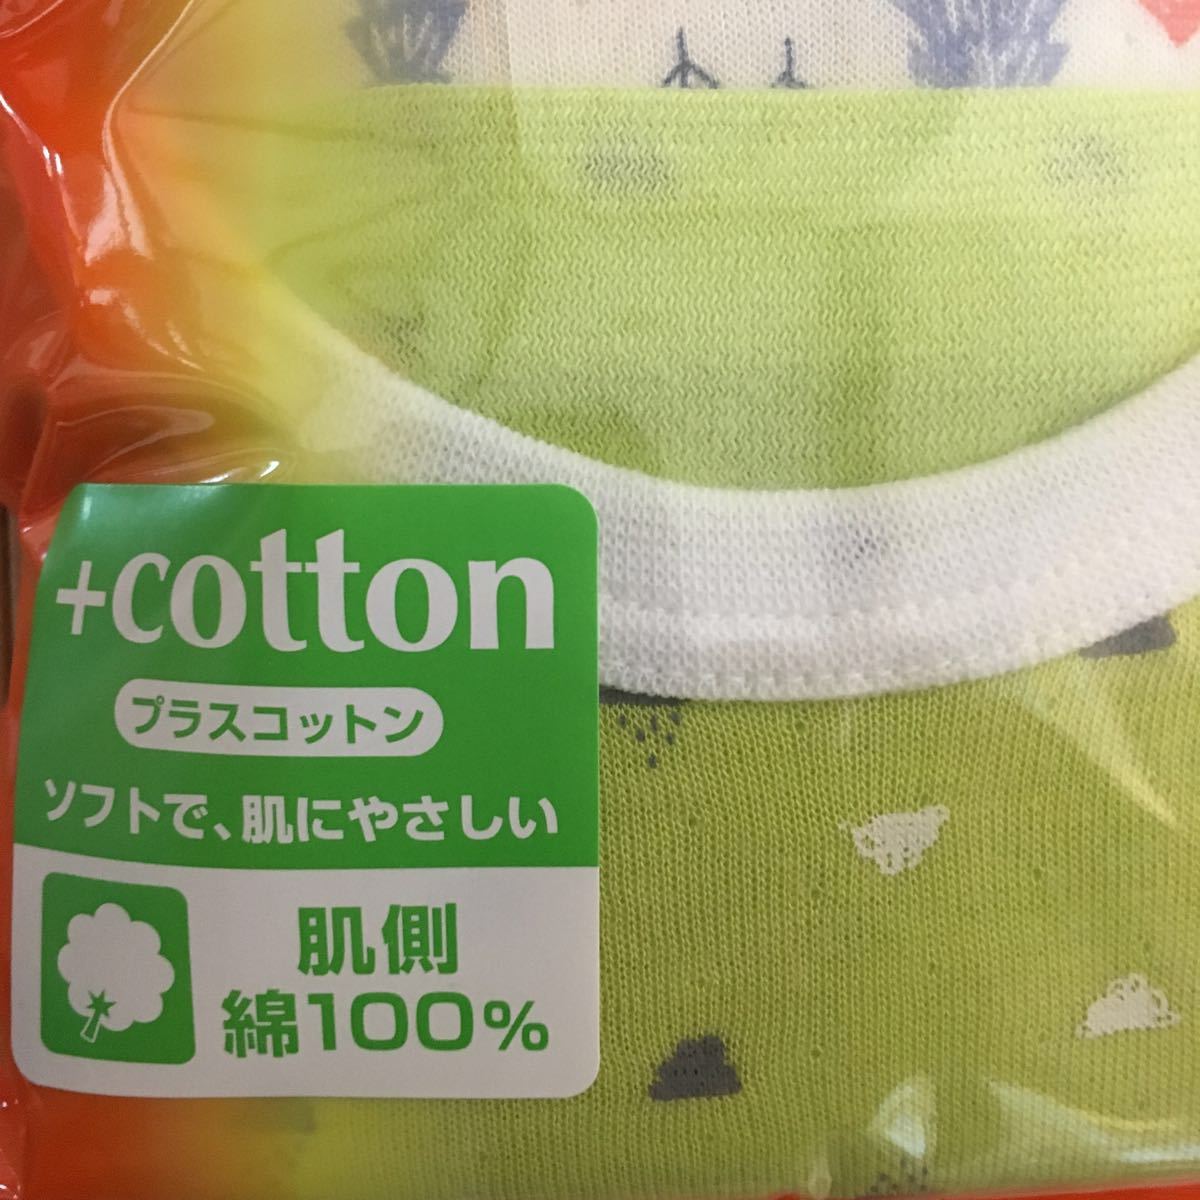 +cotton
プラスコットン
ソフトで、肌にやさしい
肌側
綿100%